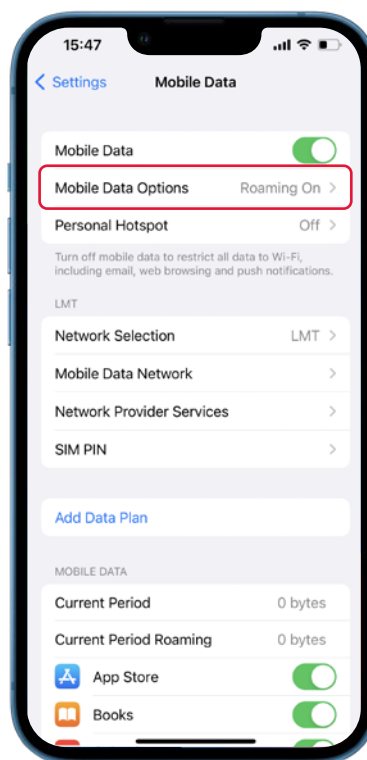 15:47
Settings
Mobile Data
Mobile Data
Mobile Data Options Roaming On
Personal Hotspot Off
Turn off mobile data to restrict all data to Wi-Fi,
including email, web browsing and push notifications.
LMT
Network Selection LMT
Mobile Data Network
Network Provider Services
SIM PIN
Add Data Plan
MOBILE DATA
Current Period 0 bytes
Current Period Roaming 0 bytes
App Store
Books